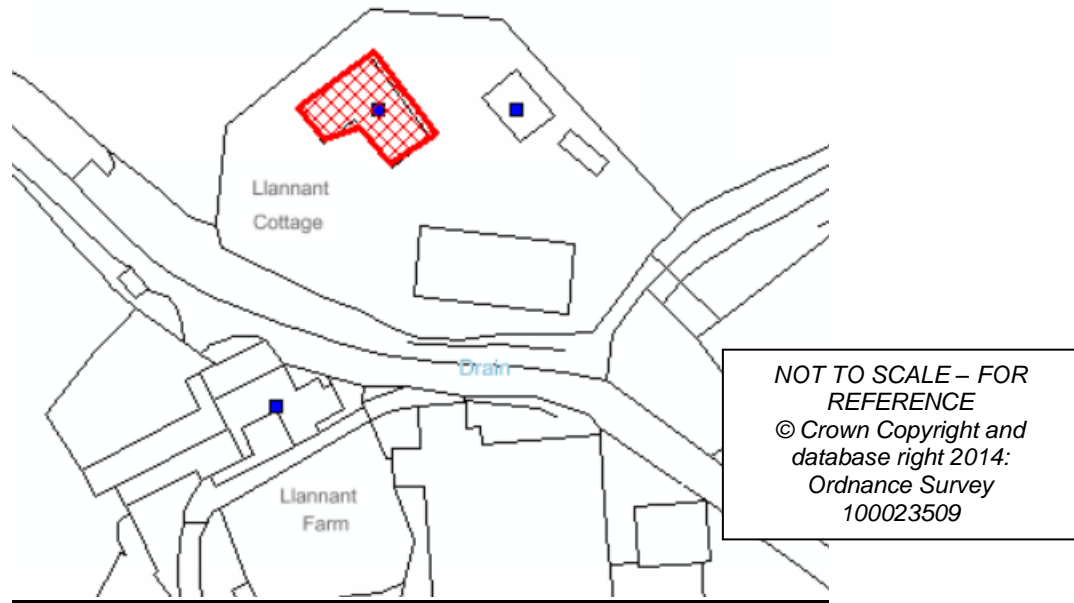 Llannant
Cottage
Drain
NOT TO SCALE – FOR
REFERENCE
© Crown Copyright and
database right 2014:
Ordnance Survey
100023509
Llannant
Farm